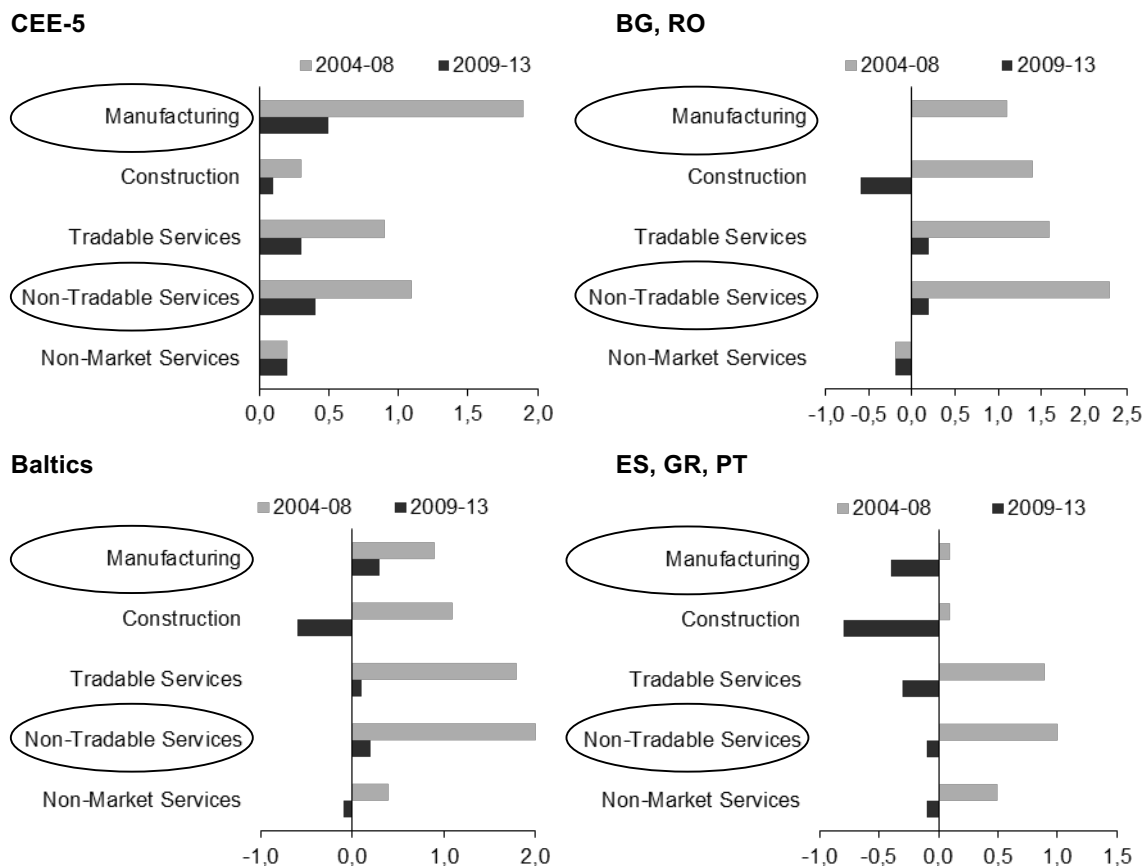 CEE-5
2004-08 2009-13
Manufacturing
Construction
Tradable Services
Non-Tradable Services
Non-Market Services
0,0 0,5 1,0 1,5 2,0
BG, RO
2004-08 2009-13
Manufacturing
Construction
Tradable Services
Non-Tradable Services
Non-Market Services
-1,0 -0,5 0,0 0,5 1,0 1,5 2,0 2,5
Baltics
2004-08 2009-13
Manufacturing
Construction
Tradable Services
Non-Tradable Services
Non-Market Services
-1,0 0,0 1,0 2,0
ES, GR, PT
2004-08 2009-13
Manufacturing
Construction
Tradable Services
Non-Tradable Services
Non-Market Services
-1,0 -0,5 0,0 0,5 1,0 1,5